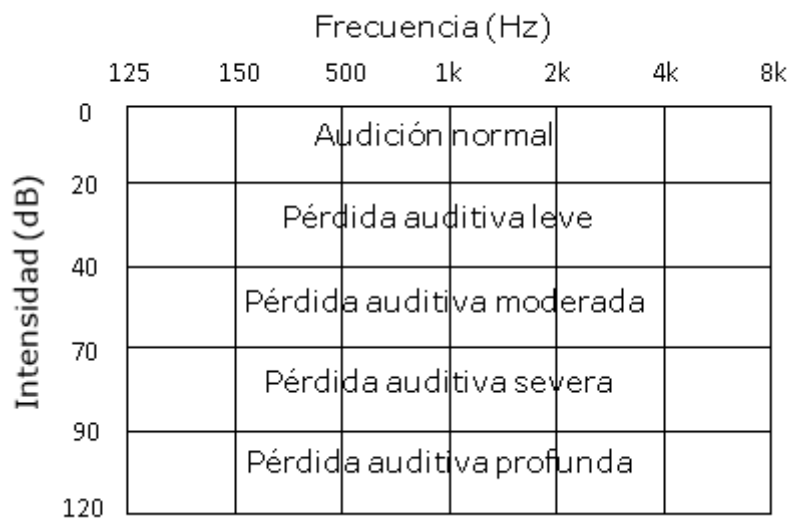 Frecuencia (Hz)
125 150 500 1k 2k 4k 8k
0
Audición normal
20
Pérdida auditiva leve
40
Pérdida auditiva moderada
70
Pérdida auditiva severa
90
Pérdida auditiva profunda
120
Intensidad (dB)